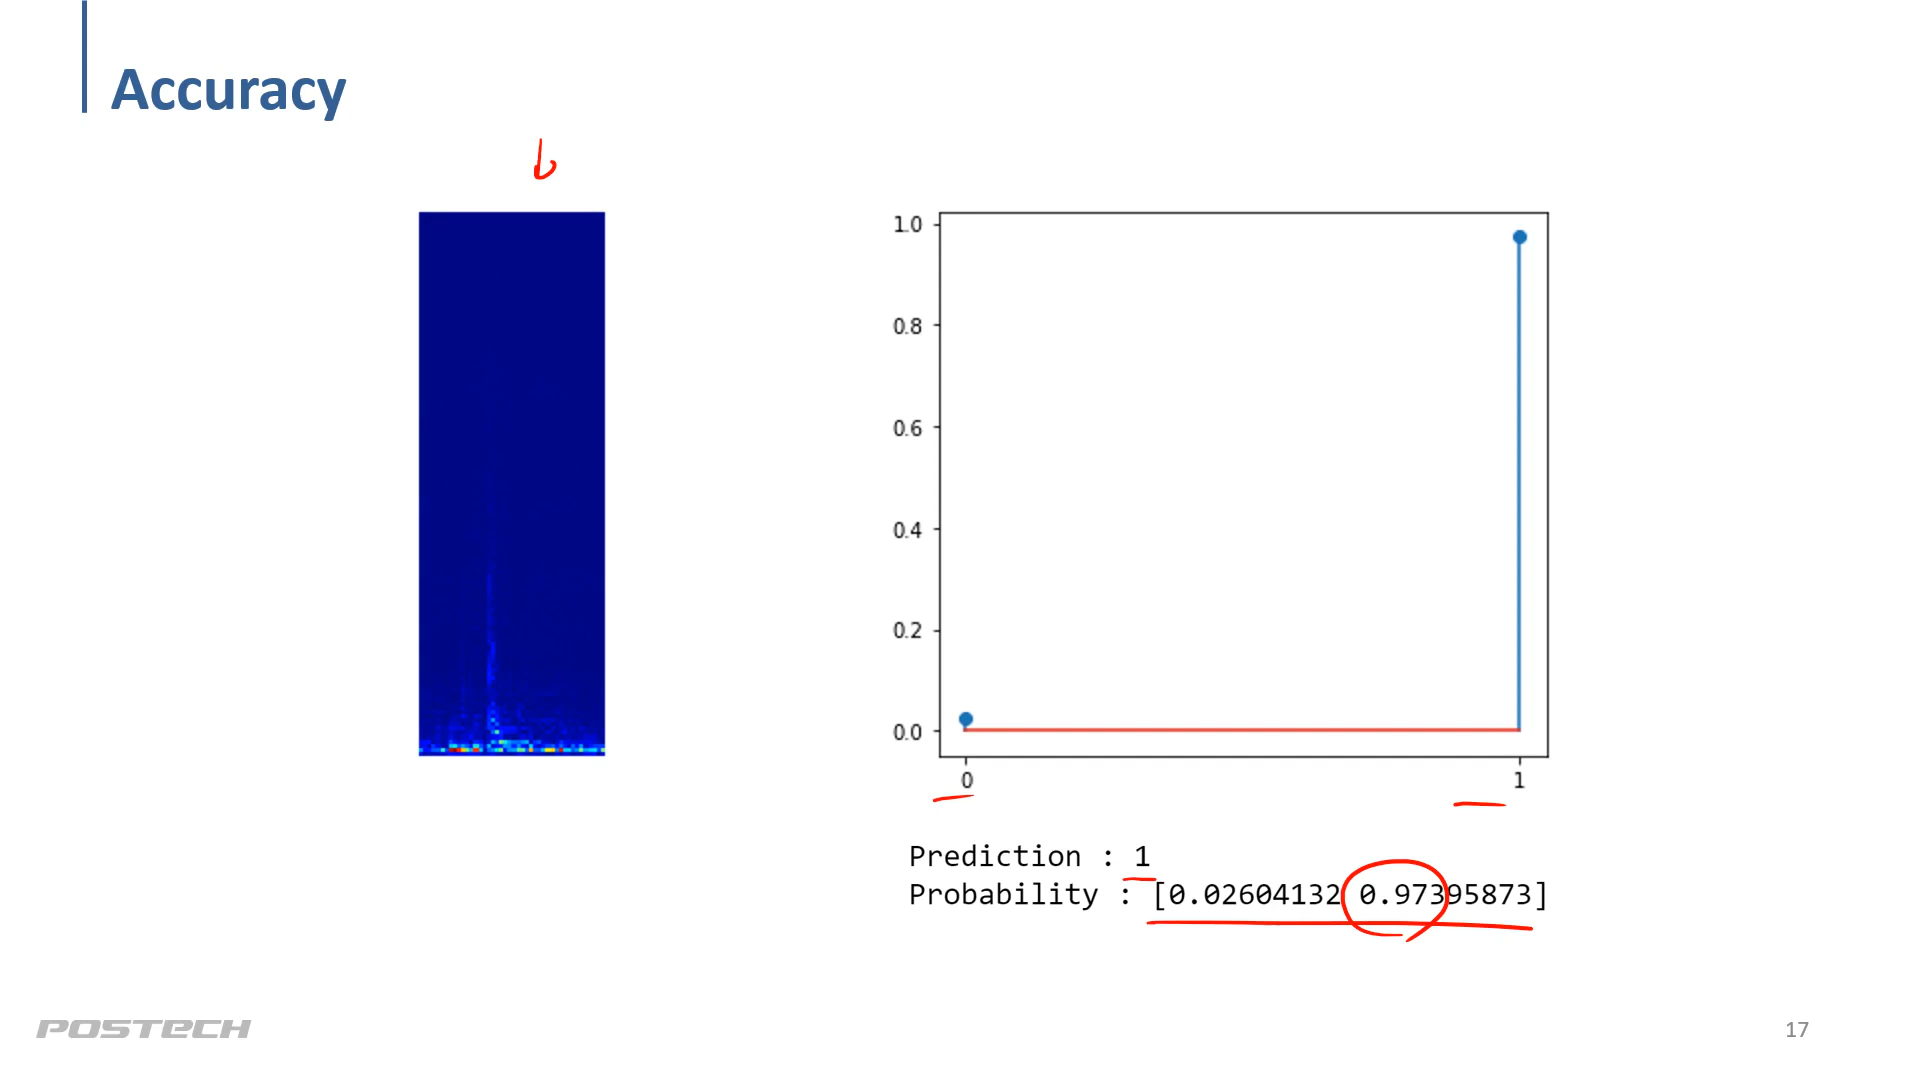 Accuracy
b
1.0
0.8
0.6
0.4
0.2
0.0
0 1
Prediction : 1
Probability : [0.02604132 0.97395873]
POSTECH
17